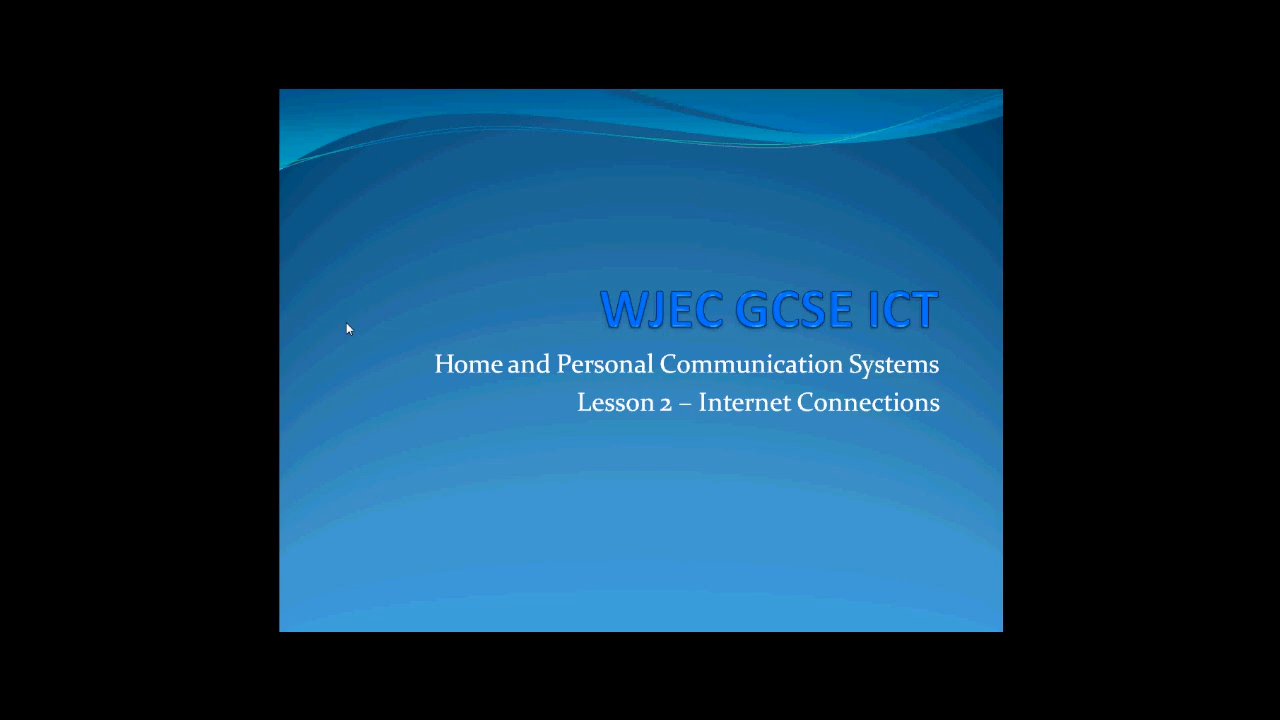 WJEC GCSE ICT
Home and Personal Communication Systems
Lesson 2 – Internet Connections